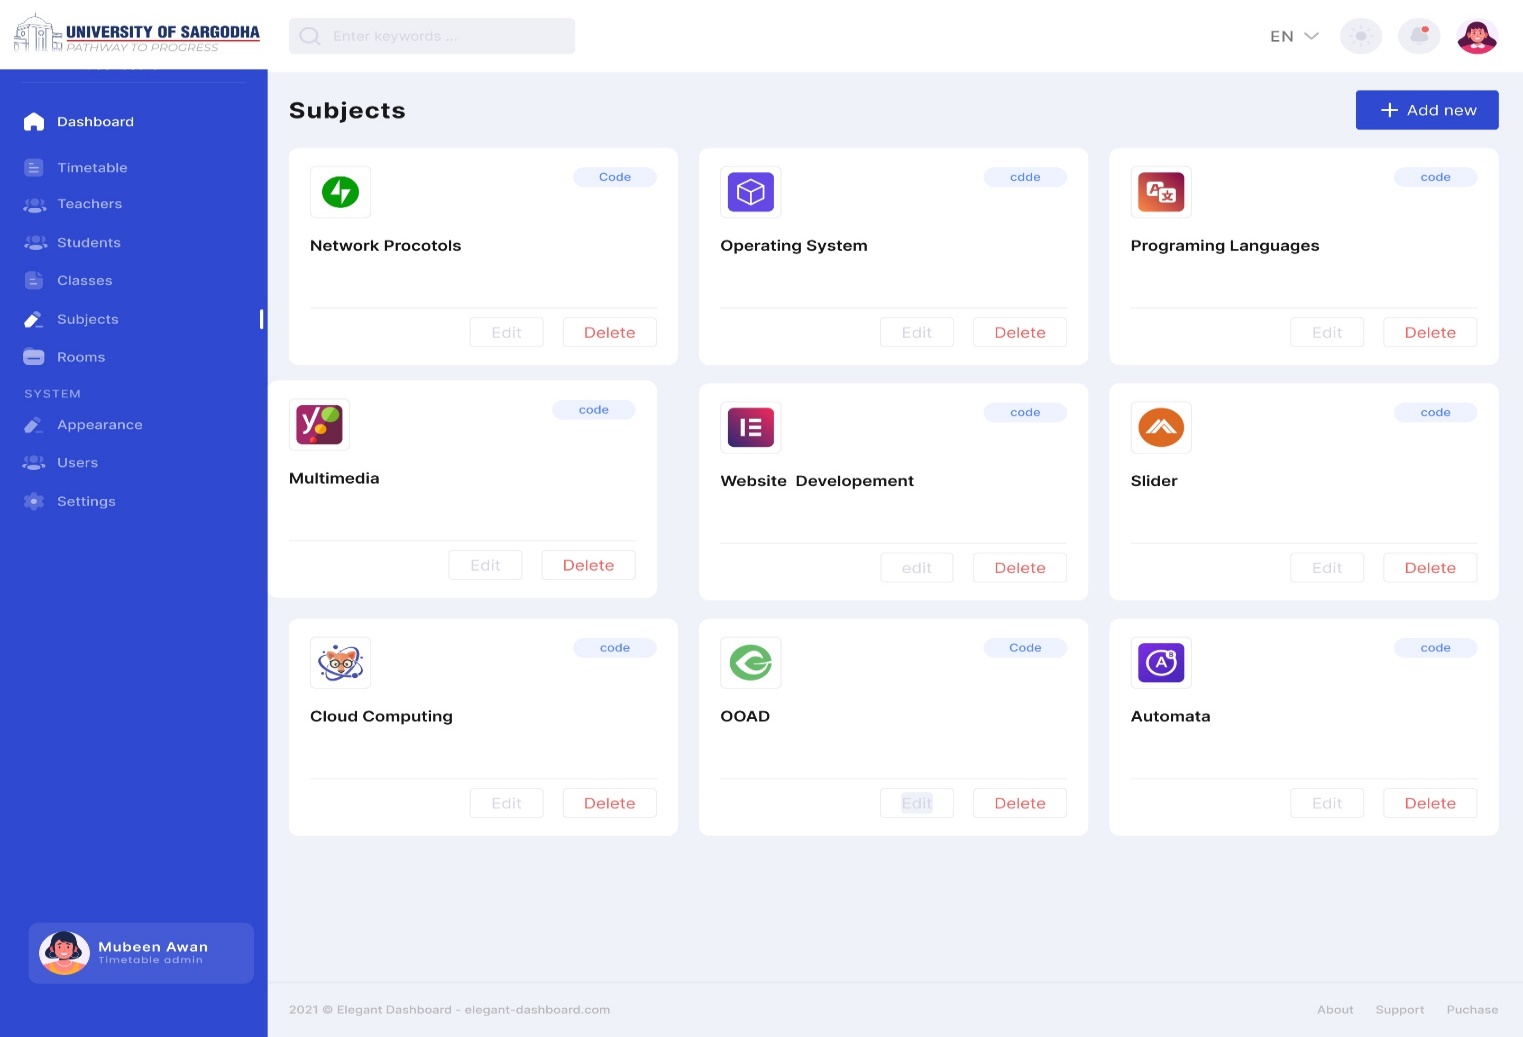 UNIVERSITY OF SARGODHA
PATHWAY TO PROGRESS
Enter keywords ...
EN
Dashboard
Timetable
Teachers
Students
Classes
Subjects
Rooms
SYSTEM
Appearance
Users
Settings
Mubeen Awan
Timetable admin
Subjects
Add new
Code
Network Procotols
Edit Delete
cdde
Operating System
Edit Delete
code
Programing Languages
Edit Delete
code
Multimedia
Edit Delete
code
Website Developement
edit Delete
code
Slider
Edit Delete
code
Cloud Computing
Edit Delete
Code
OOAD
Edit Delete
code
Automata
Edit Delete
2021 © Elegant Dashboard - elegant-dashboard.com
About Support Puchase